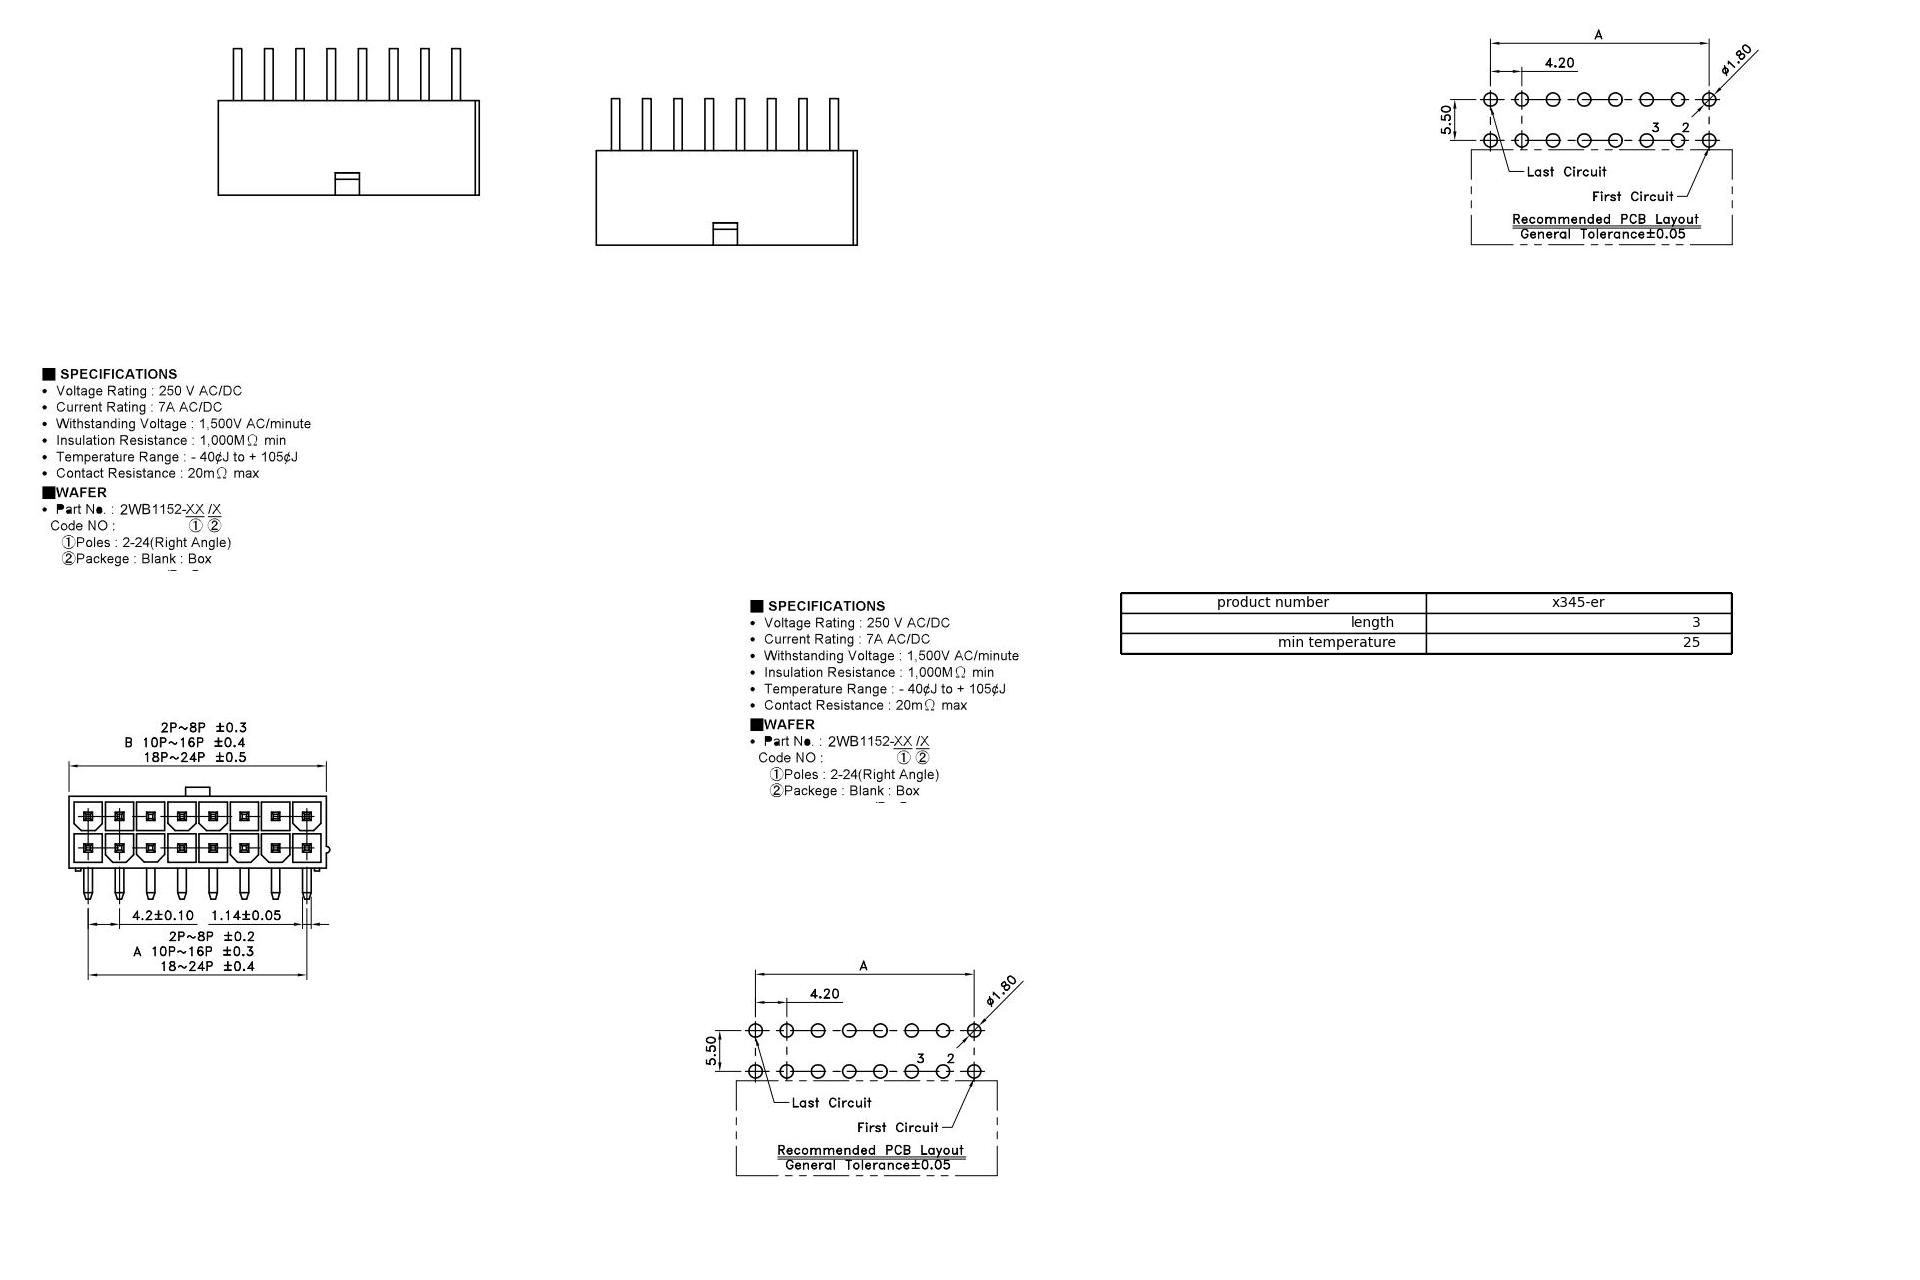 A
4.20
ø1.80
5.50
3 2
Last Circuit
First Circuit
Recommended PCB Layout
General Tolerance±0.05
■ SPECIFICATIONS
• Voltage Rating : 250 V AC/DC
• Current Rating : 7A AC/DC
• Withstanding Voltage : 1,500V AC/minute
• Insulation Resistance : 1,000MΩ min
• Temperature Range : - 40¢J to + 105¢J
• Contact Resistance : 20mΩ max
■WAFER
• Part No. : 2WB1152-XX /X
Code NO : ① ②
①Poles : 2-24(Right Angle)
②Packege : Blank : Box
■ SPECIFICATIONS
• Voltage Rating : 250 V AC/DC
• Current Rating : 7A AC/DC
• Withstanding Voltage : 1,500V AC/minute
• Insulation Resistance : 1,000MΩ min
• Temperature Range : - 40¢J to + 105¢J
• Contact Resistance : 20mΩ max
■WAFER
• Part No. : 2WB1152-XX /X
Code NO : ① ②
①Poles : 2-24(Right Angle)
②Packege : Blank : Box
product number x345-er
length 3
min temperature 25
2P~8P ±0.3
B 10P~16P ±0.4
18P~24P ±0.5
4.2±0.10 1.14±0.05
2P~8P ±0.2
A 10P~16P ±0.3
18~24P ±0.4
A
4.20
ø1.80
5.50
3 2
Last Circuit
First Circuit
Recommended PCB Layout
General Tolerance±0.05